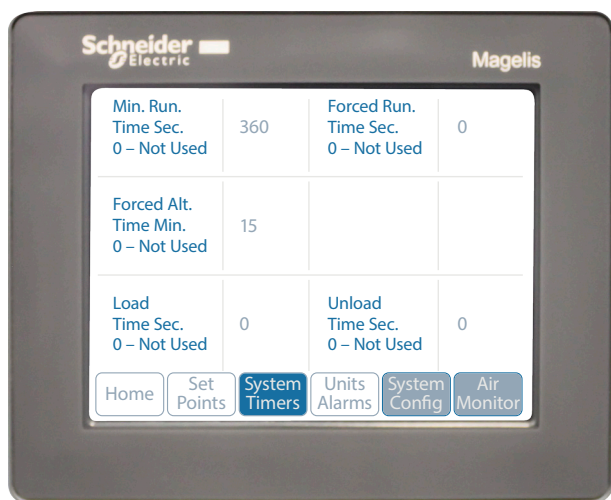 Schneider
Electric
Magelis
Min. Run.
Time Sec.
0 – Not Used
360
Forced Run.
Time Sec.
0 – Not Used
0
Forced Alt.
Time Min.
0 – Not Used
15
Load
Time Sec.
0 – Not Used
0
Unload
Time Sec.
0 – Not Used
0
Home
Set
Points
System
Timers
Units
Alarms
System
Config
Air
Monitor